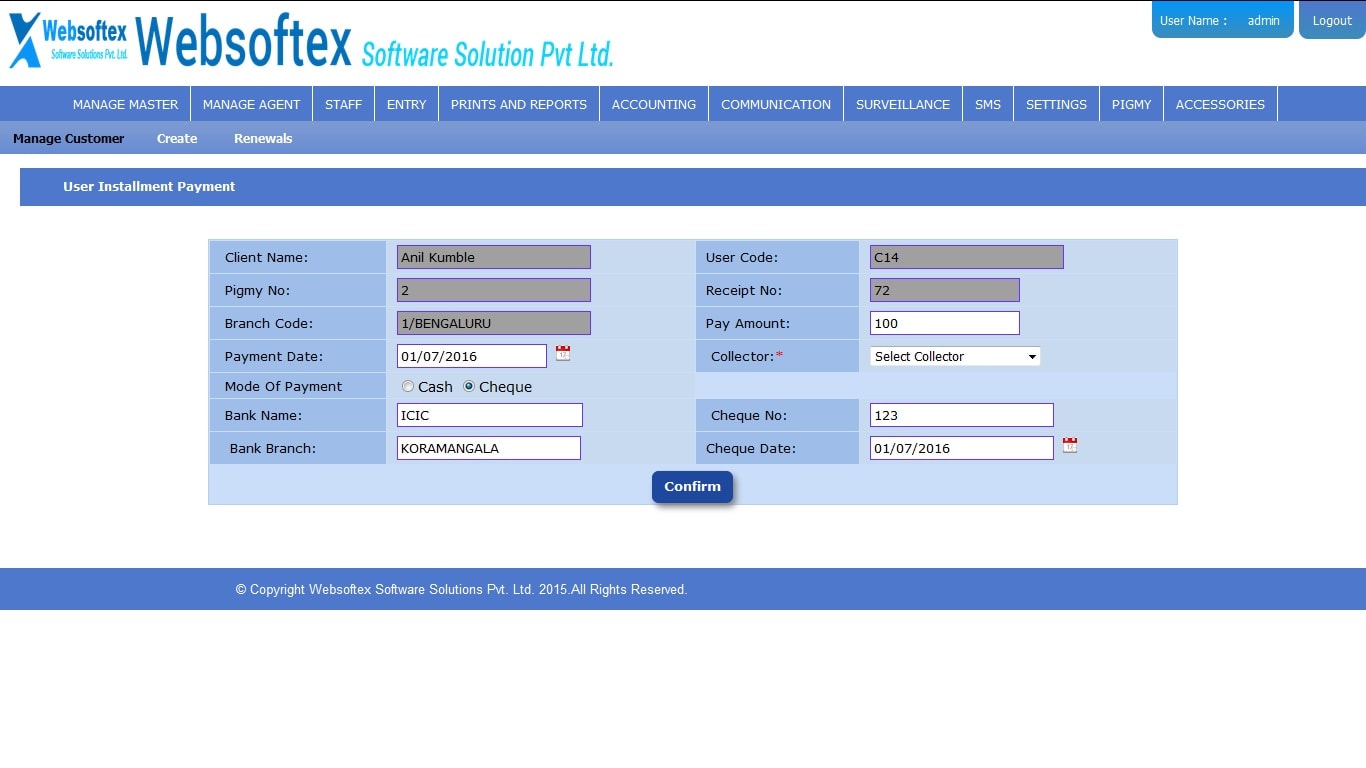 User Name : admin Logout
Websoftex
Software Solutions Pvt. Ltd.
Websoftex Software Solution Pvt Ltd.
MANAGE MASTER MANAGE AGENT STAFF ENTRY PRINTS AND REPORTS ACCOUNTING COMMUNICATION SURVEILLANCE SMS SETTINGS PIGMY ACCESSORIES
Manage Customer Create Renewals
User Installment Payment
Client Name: Anil Kumble User Code: C14
Pigmy No: 2 Receipt No: 72
Branch Code: 1/BENGALURU Pay Amount: 100
Payment Date: 01/07/2016 Collector:* Select Collector
Mode Of Payment Cash Cheque
Bank Name: ICIC Cheque No: 123
Bank Branch: KORAMANGALA Cheque Date: 01/07/2016
Confirm
© Copyright Websoftex Software Solutions Pvt. Ltd. 2015.All Rights Reserved.